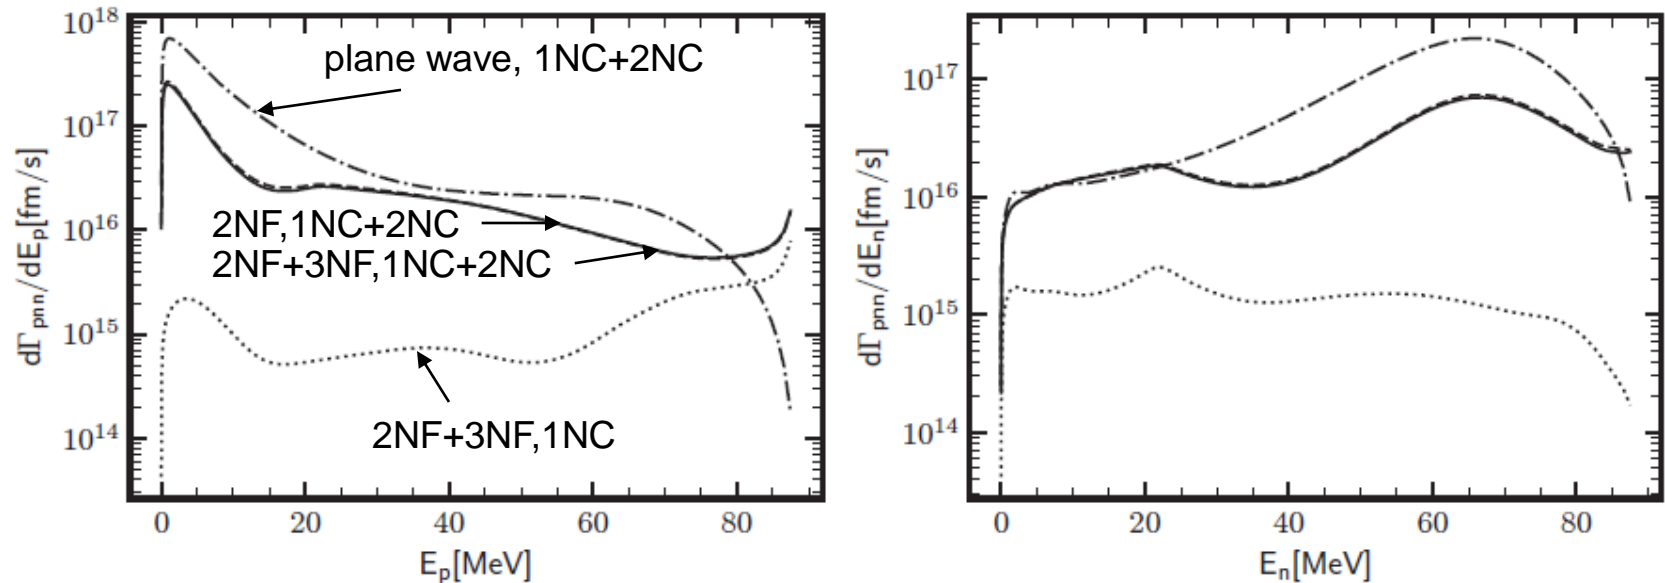 10^18
10^17
10^16
10^15
10^14
dΓ_pnn/dE_p[fm/s]
plane wave, 1NC+2NC
2NF,1NC+2NC
2NF+3NF,1NC+2NC
2NF+3NF,1NC
0 20 40 60 80
E_p[MeV]
10^17
10^16
10^15
10^14
dΓ_pnn/dE_n[fm/s]
0 20 40 60 80
E_n[MeV]